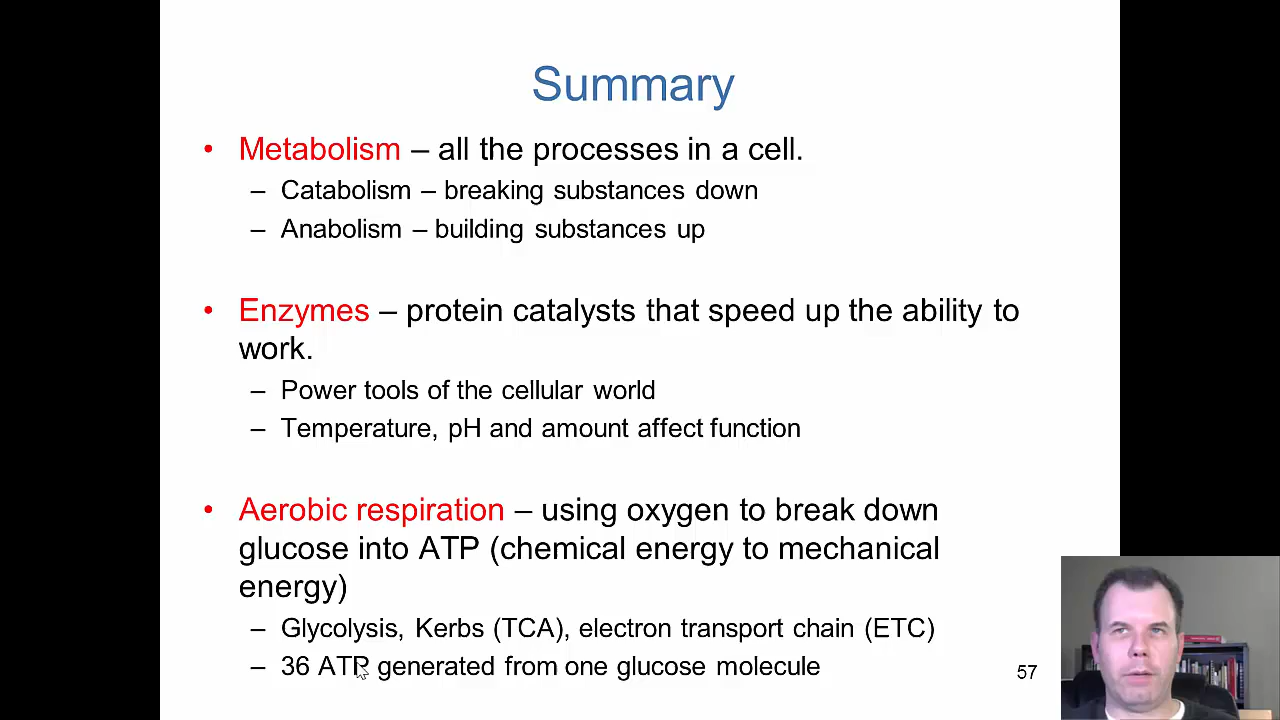 Summary
• Metabolism – all the processes in a cell.
– Catabolism – breaking substances down
– Anabolism – building substances up
• Enzymes – protein catalysts that speed up the ability to
work.
– Power tools of the cellular world
– Temperature, pH and amount affect function
• Aerobic respiration – using oxygen to break down
glucose into ATP (chemical energy to mechanical
energy)
– Glycolysis, Kerbs (TCA), electron transport chain (ETC)
– 36 ATP generated from one glucose molecule
57